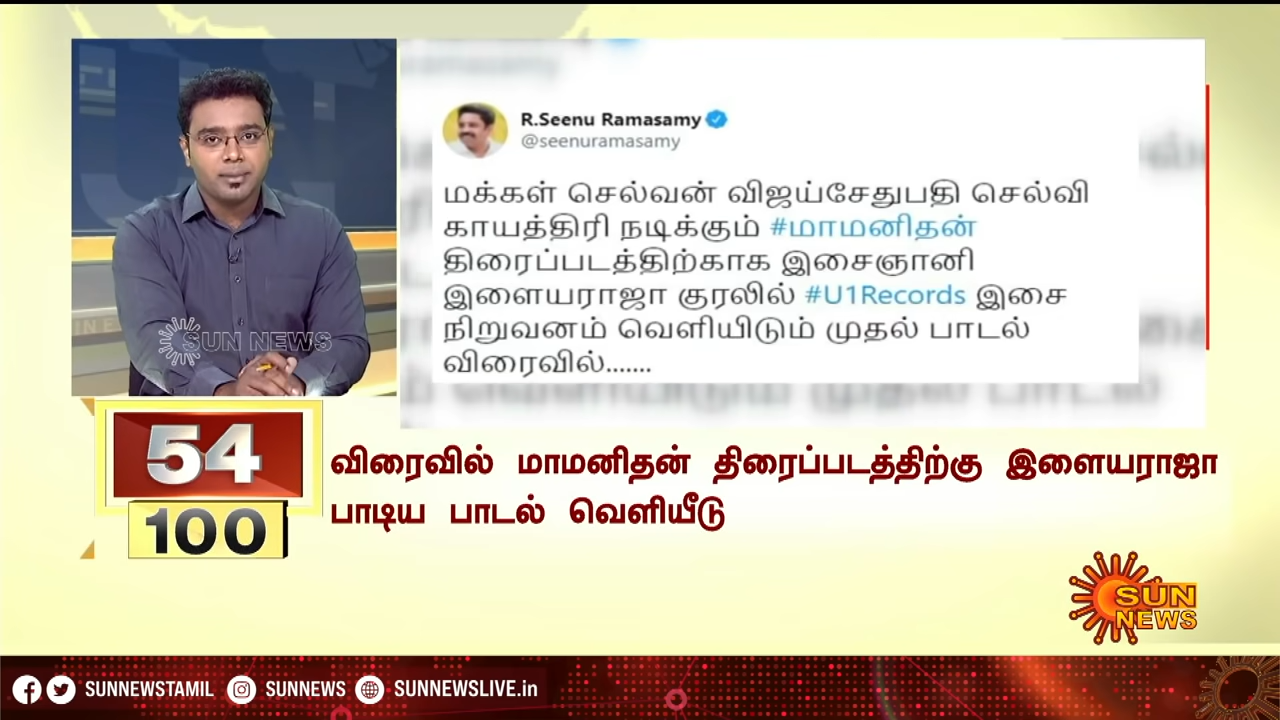 R.Seenu Ramasamy
@seenuramasamy
மக்கள் செல்வன் விஜய்சேதுபதி செல்வி
காயத்திரி நடிக்கும் #மாமனிதன்
திரைப்படத்திற்காக இசைஞானி
இளையராஜா குரலில் #U1Records இசை
நிறுவனம் வெளியிடும் முதல் பாடல்
விரைவில்.......
SUN NEWS
54
100
விரைவில் மாமனிதன் திரைப்படத்திற்கு இளையராஜா
பாடிய பாடல் வெளியீடு
SUN
NEWS
SUNNEWSTAMIL SUNNEWS SUNNEWSLIVE.in